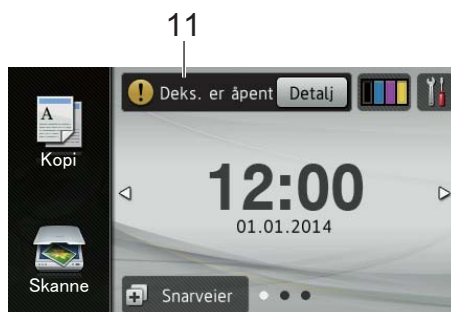 11
Deks. er åpent Detalj
Kopi
12:00
01.01.2014
Skanne
Snarveier